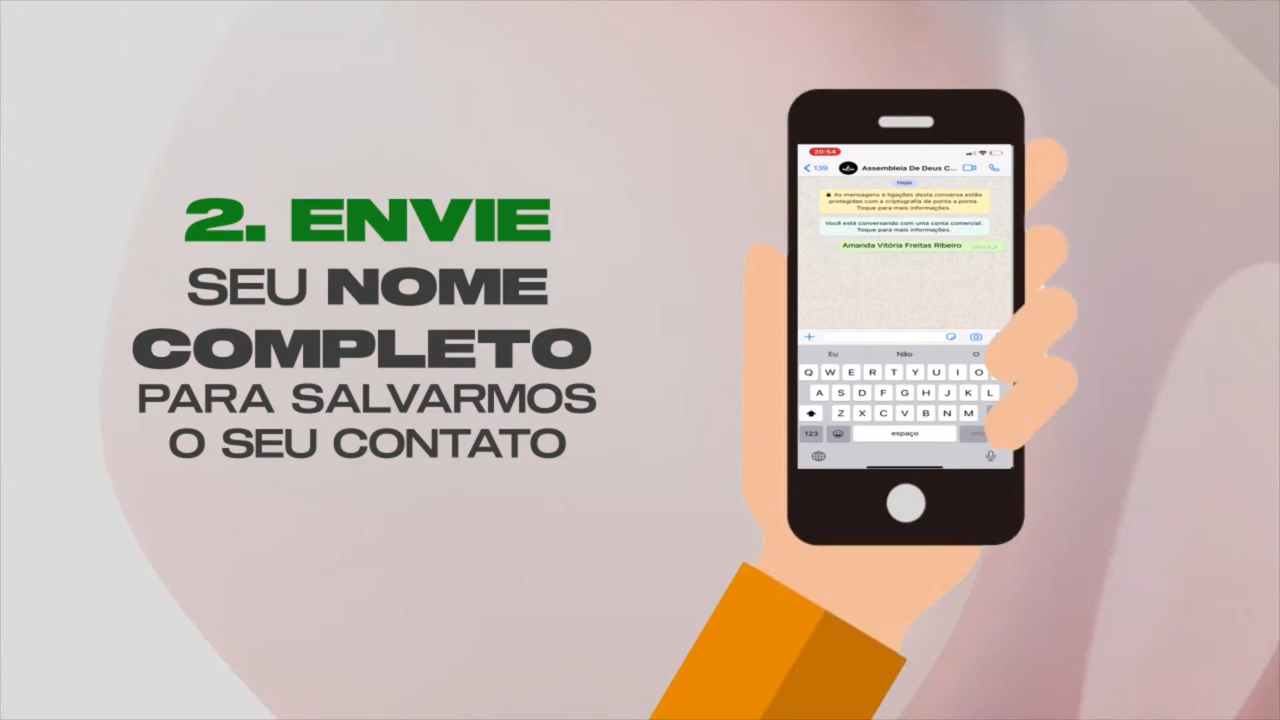 2. ENVIE
SEU NOME
COMPLETO
PARA SALVARMOS
O SEU CONTATO
20:54
139
Assembleia De Deus C...
Hoje
As mensagens e ligações desta conversa estão
protegidas com a criptografia de ponta a ponta.
Toque para mais informações.
Você está conversando com uma conta comercial.
Toque para mais informações.
Amanda Vitória Freitas Ribeiro
Eu Não O
Q W E R T Y U I O
A S D F G H J K L
Z X C V B N M
123 espaço